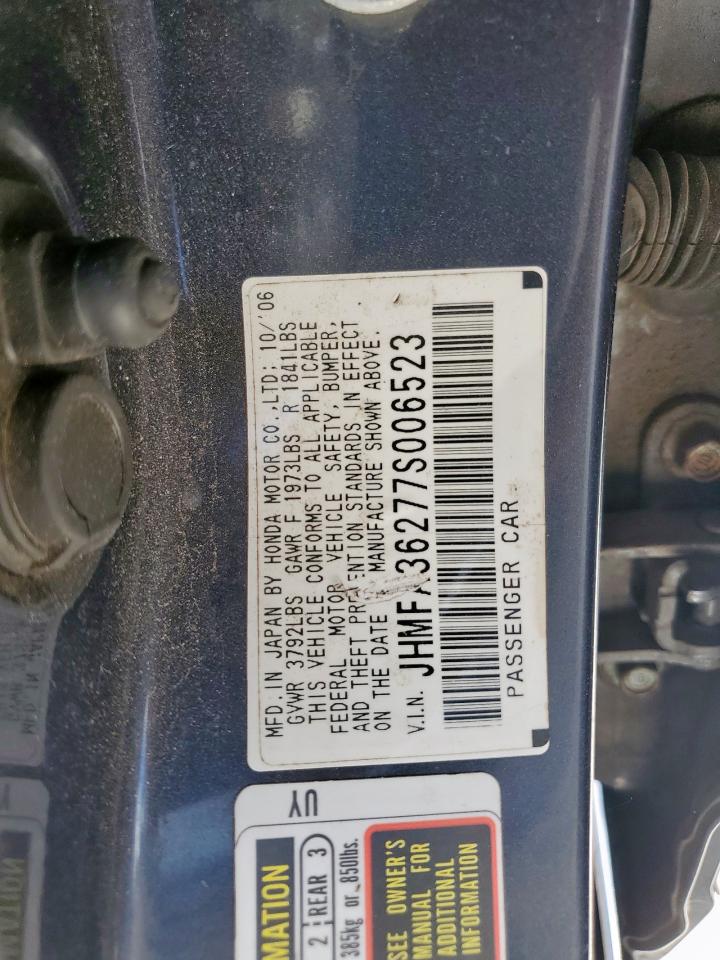 MFD. IN JAPAN BY HONDA MOTOR CO.,LTD; 10/'06
GVWR 3792LBS GAWR F 1973LBS R 1841LBS
THIS VEHICLE CONFORMS TO ALL APPLICABLE
FEDERAL MOTOR VEHICLE SAFETY, BUMPER,
AND THEFT PREVENTION STANDARDS IN EFFECT
ON THE DATE MANUFACTURE SHOWN ABOVE.
V.I.N. JHMFA36277S006523
PASSENGER CAR
UY
MATION
2 REAR 3
385kg or 850lbs.
SEE OWNER'S
MANUAL FOR
ADDITIONAL
INFORMATION